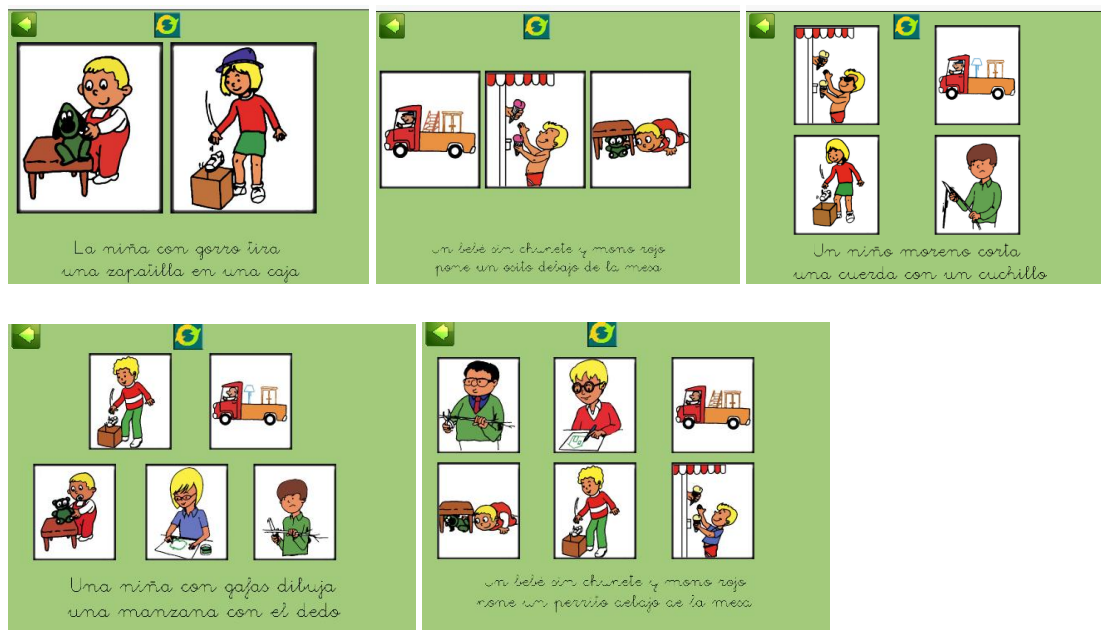 La niña con gorro tira
una zapatilla en una caja
un bebé sin chupete y mono rojo
pone un osito debajo de la mesa
Un niño moreno corta
una cuerda con un cuchillo
Una niña con gafas dibuja
una manzana con el dedo
un bebé sin chupete y mono rojo
pone un perrito debajo de la mesa